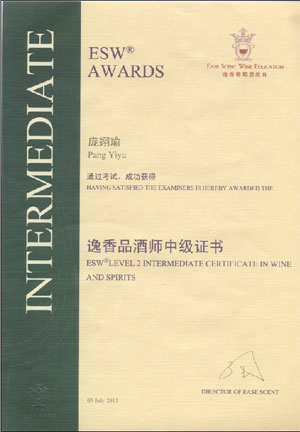 INTERMEDIATE
ESW®
AWARDS
EAST SCENT WINE EDUCATION
逸香葡萄酒教育
庞翊瑜
Pang Yiyu
通过考试，成功获得
HAVING SATISFIED THE EXAMINERS IS HEREBY AWARDED THE
逸香品酒师中级证书
ESW®LEVEL 2 INTERMEDIATE CERTIFICATE IN WINE
AND SPIRITS
DIRECTOR OF EASE SCENT
05 July 2011